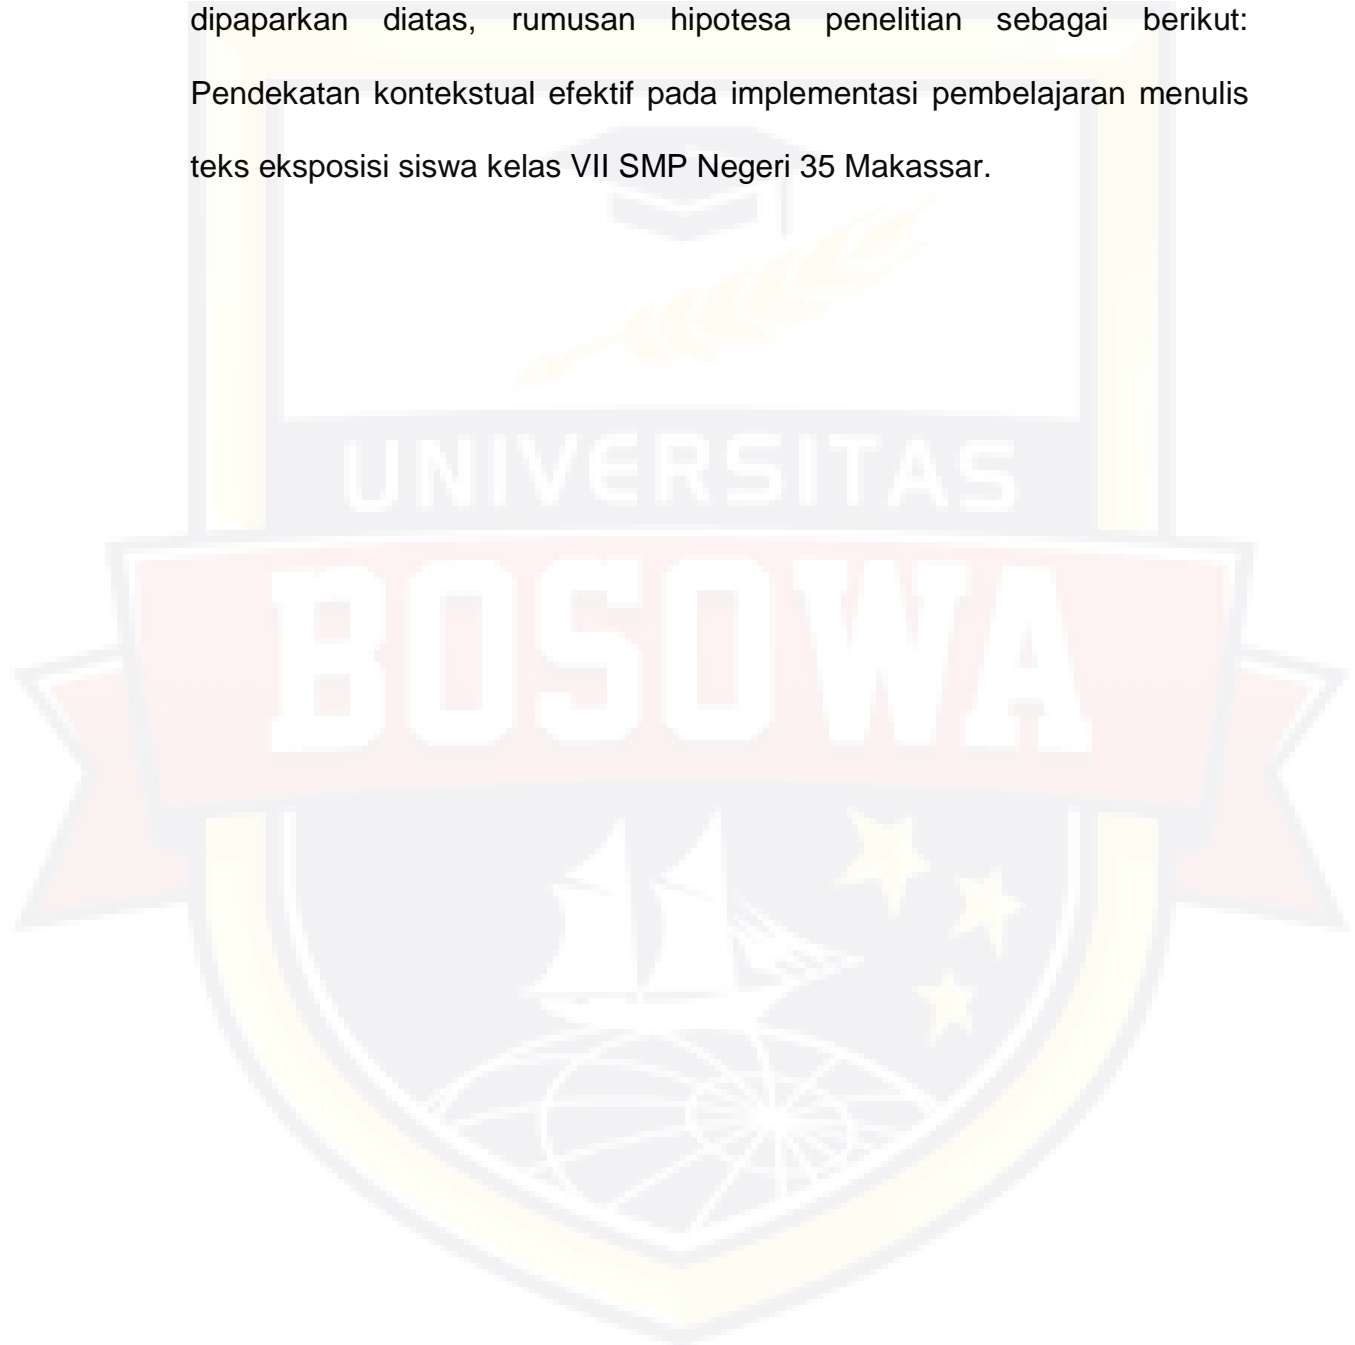 dipaparkan diatas, rumusan hipotesa penelitian sebagai berikut:
Pendekatan kontekstual efektif pada implementasi pembelajaran menulis
teks eksposisi siswa kelas VII SMP Negeri 35 Makassar.
UNIVERSITAS
BOSOWA